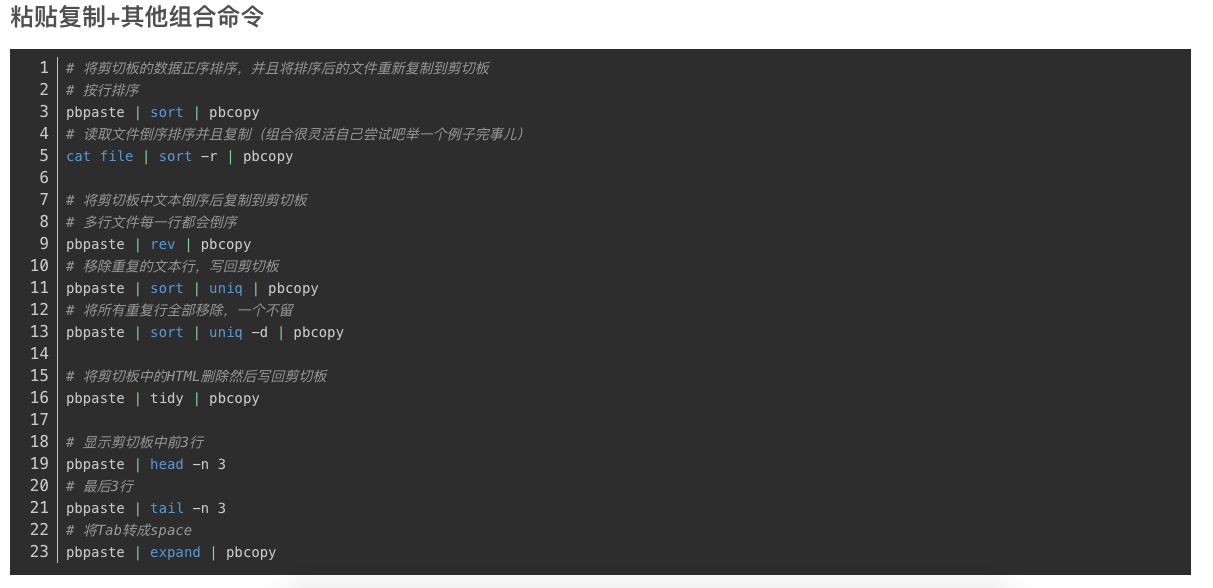 粘贴复制+其他组合命令
1 # 将剪切板的数据正序排序，并且将排序后的文件重新复制到剪切板
2 # 按行排序
3 pbpaste | sort | pbcopy
4 # 读取文件倒序排序并且复制（组合很灵活自己尝试吧举一个例子完事儿）
5 cat file | sort -r | pbcopy
6
7 # 将剪切板中文本倒序后复制到剪切板
8 # 多行文件每一行都会倒序
9 pbpaste | rev | pbcopy
10 # 移除重复的文本行，写回剪切板
11 pbpaste | sort | uniq | pbcopy
12 # 将所有重复行全部移除，一个不留
13 pbpaste | sort | uniq -d | pbcopy
14
15 # 将剪切板中的HTML删除然后写回剪切板
16 pbpaste | tidy | pbcopy
17
18 # 显示剪切板中前3行
19 pbpaste | head -n 3
20 # 最后3行
21 pbpaste | tail -n 3
22 # 将Tab转成space
23 pbpaste | expand | pbcopy